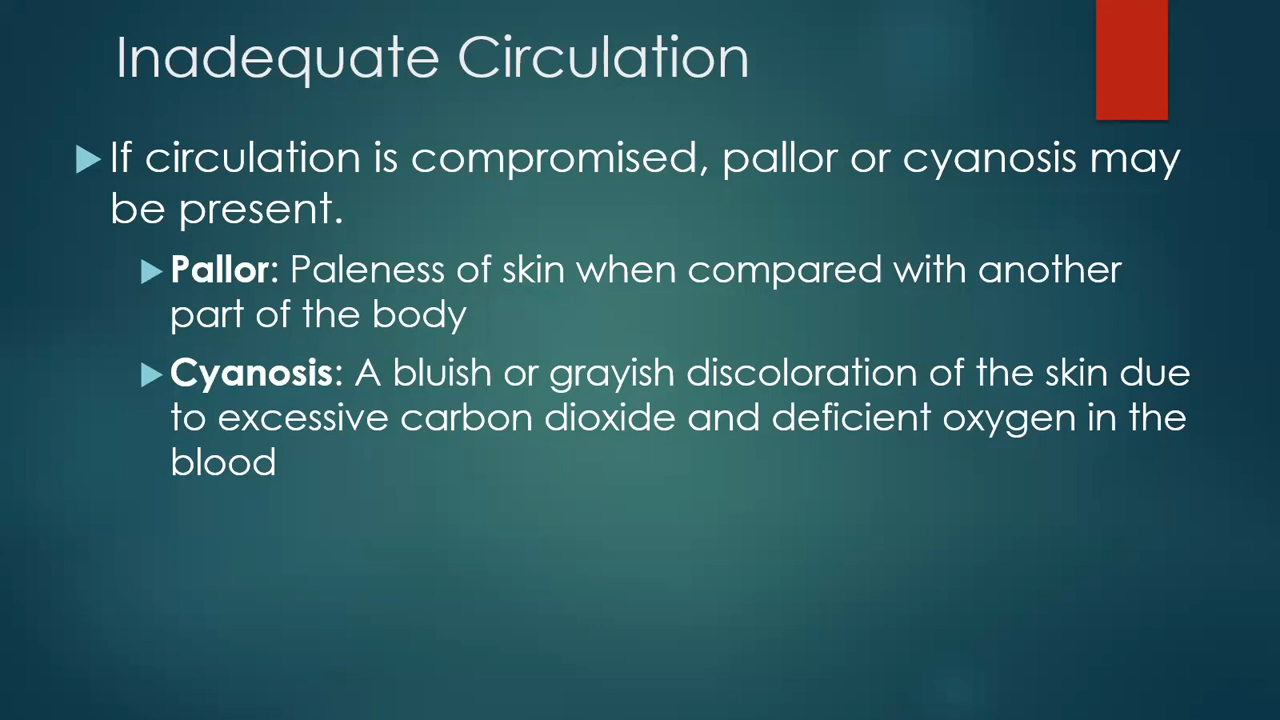 Inadequate Circulation
If circulation is compromised, pallor or cyanosis may
be present.
Pallor: Paleness of skin when compared with another
part of the body
Cyanosis: A bluish or grayish discoloration of the skin due
to excessive carbon dioxide and deficient oxygen in the
blood